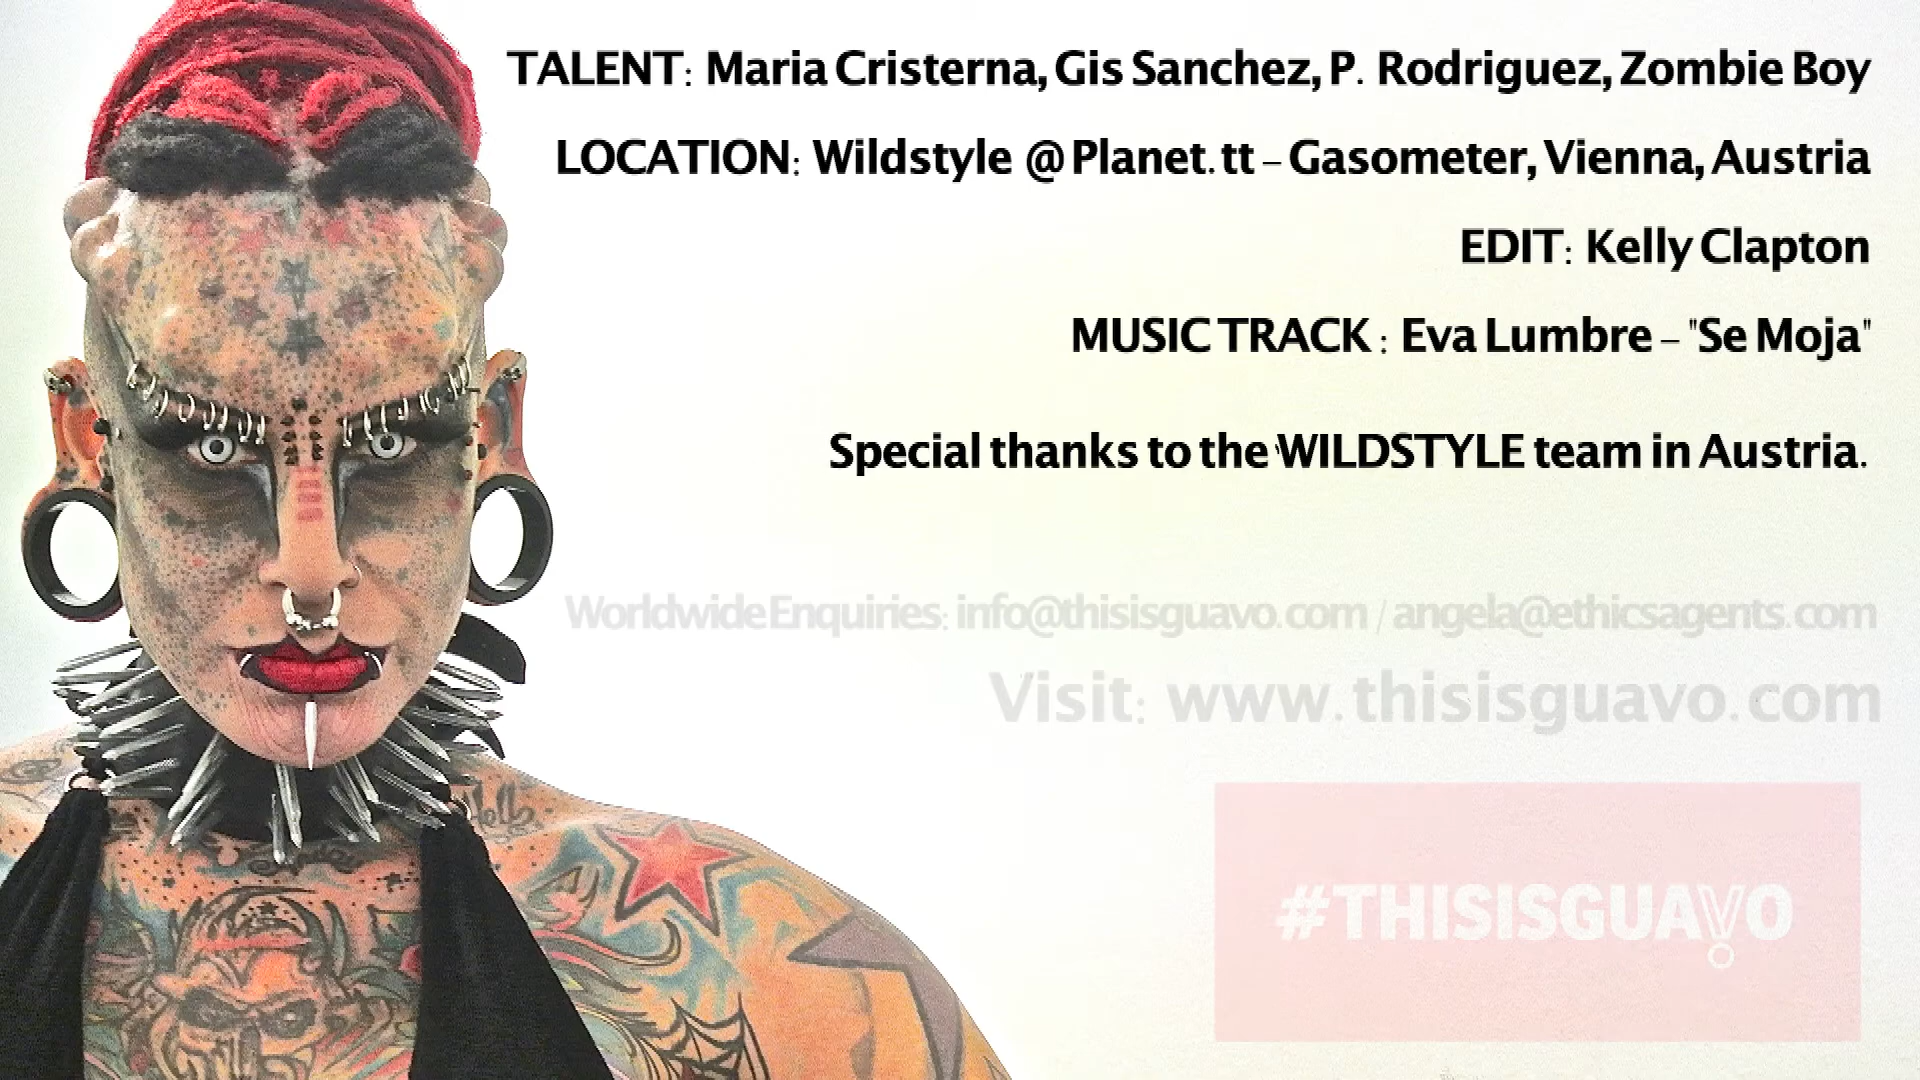 TALENT: Maria Cristerna, Gis Sanchez, P. Rodriguez, Zombie Boy
LOCATION: Wildstyle @ Planet.tt – Gasometer, Vienna, Austria
EDIT: Kelly Clapton
MUSIC TRACK : Eva Lumbre – "Se Moja"
Special thanks to the WILDSTYLE team in Austria.
Worldwide Enquiries: info@thisisguavo.com / angela@ethicsagents.com
Visit: www.thisisguavo.com
#THISISGUAVO